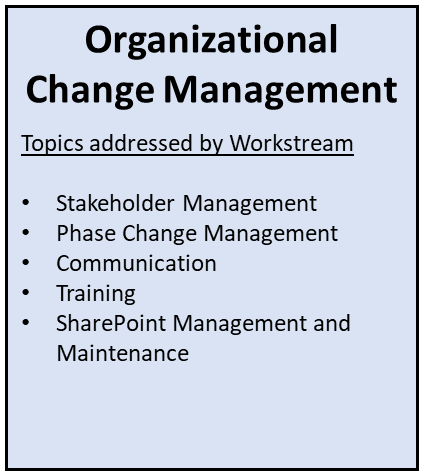 Organizational
Change Management
Topics addressed by Workstream
• Stakeholder Management
• Phase Change Management
• Communication
• Training
• SharePoint Management and
Maintenance